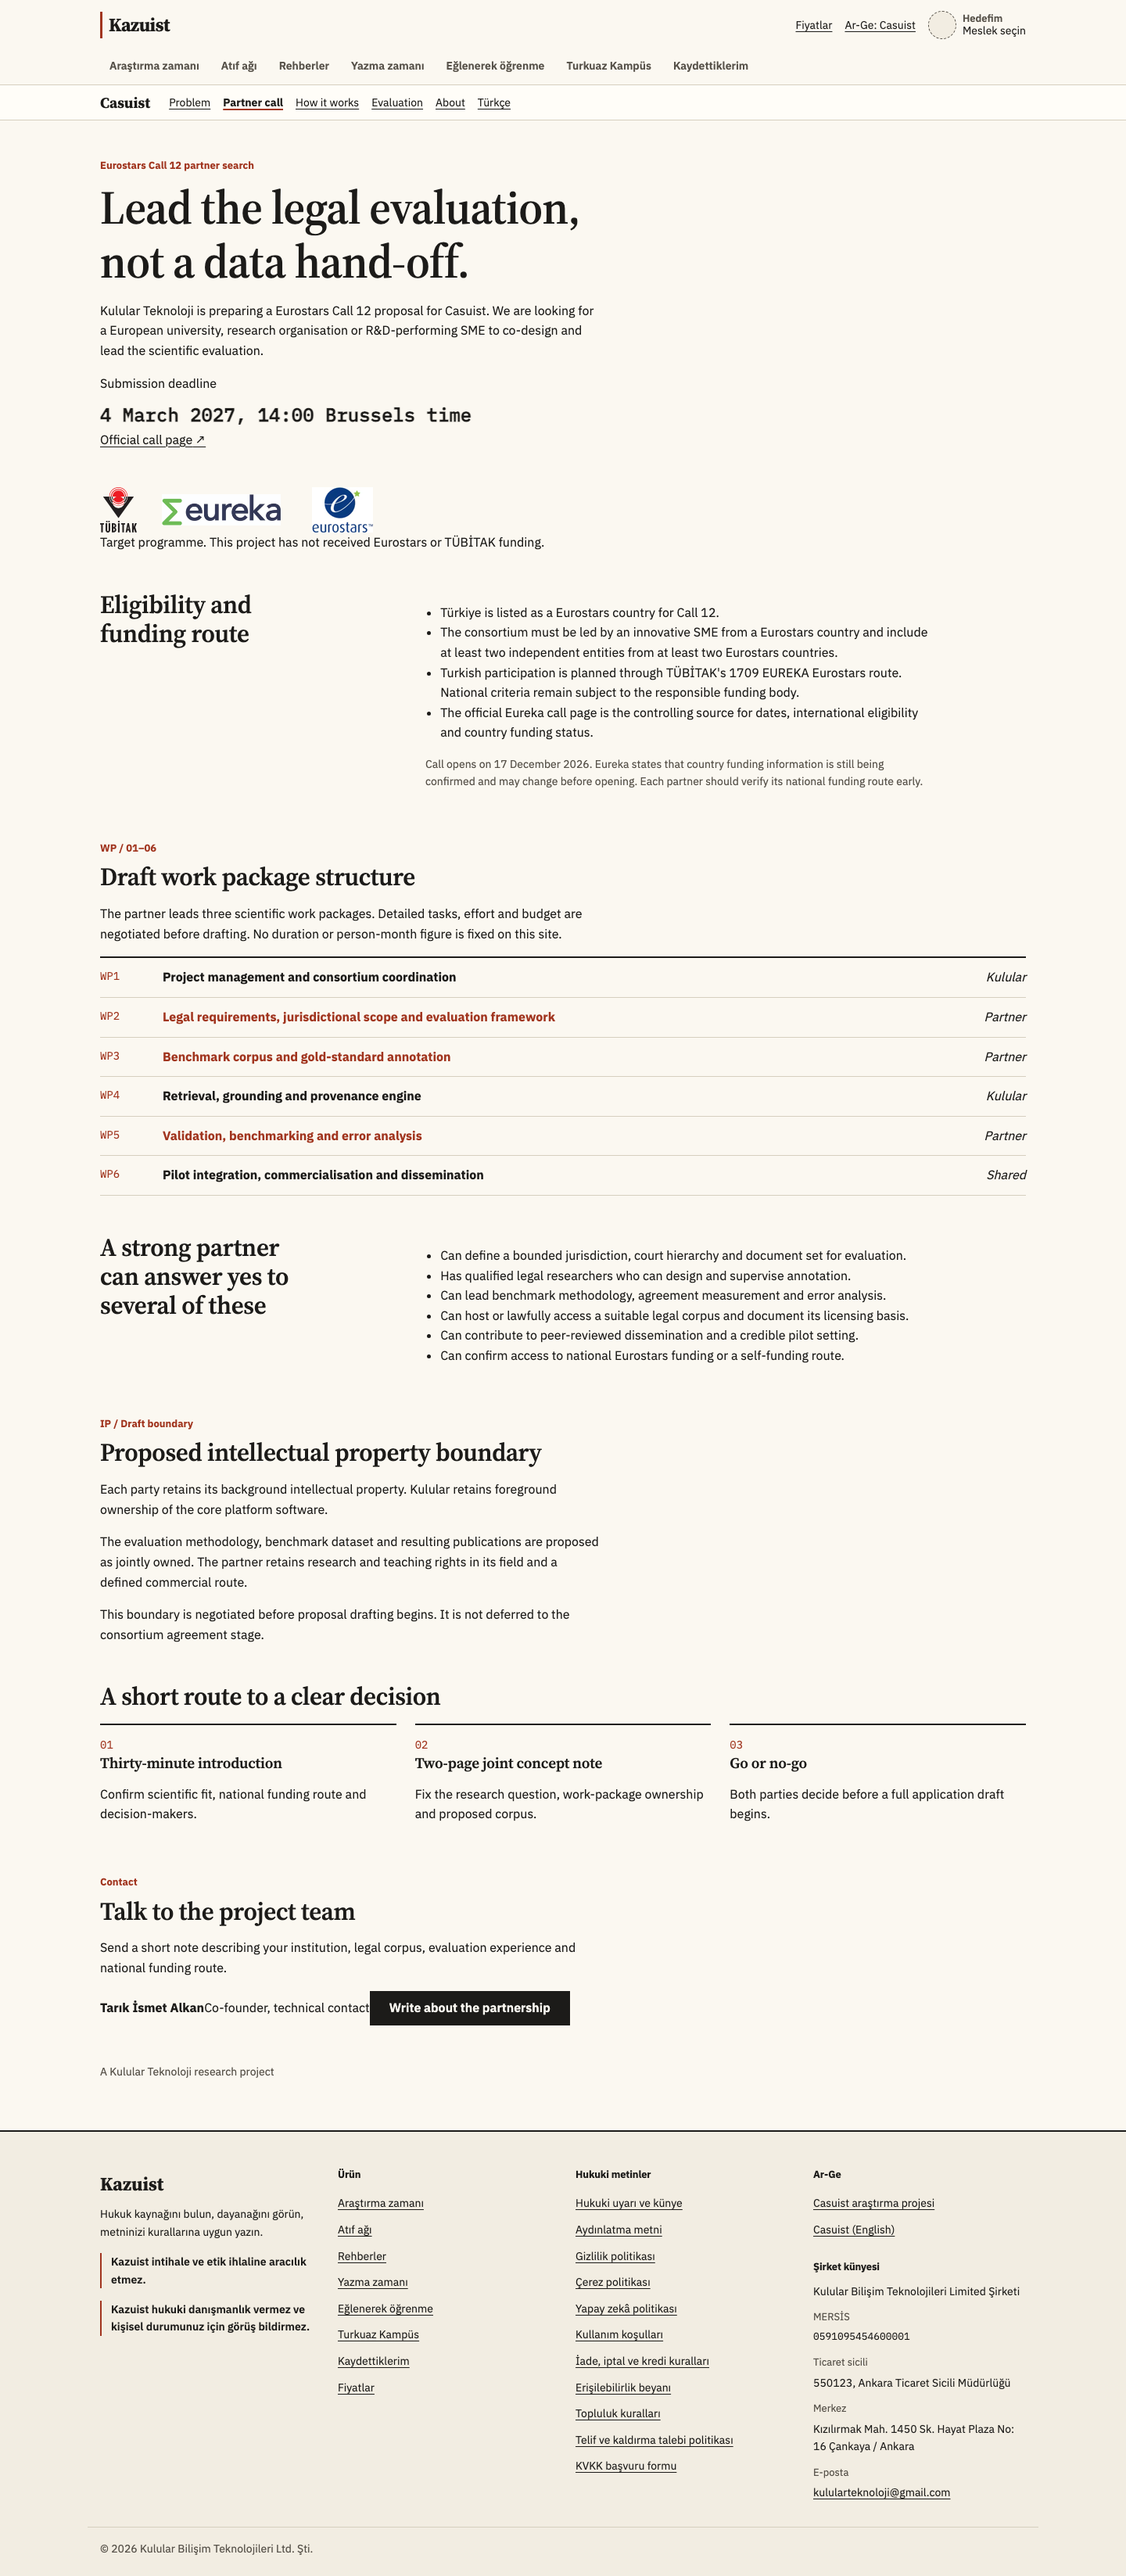 Kazuist
Fiyatlar
Ar-Ge: Casuist
Hedefim
Meslek seçin
Araştırma zamanı
Atıf ağı
Rehberler
Yazma zamanı
Eğlenerek öğrenme
Turkuaz Kampüs
Kaydettiklerim
Casuist
Problem
Partner call
How it works
Evaluation
About
Türkçe
Eurostars Call 12 partner search
Lead the legal evaluation,
not a data hand-off.
Kulular Teknoloji is preparing a Eurostars Call 12 proposal for Casuist. We are looking for
a European university, research organisation or R&D-performing SME to co-design and
lead the scientific evaluation.
Submission deadline
4 March 2027, 14:00 Brussels time
Official call page ↗
TÜBİTAK
eureka
eurostars™
Target programme. This project has not received Eurostars or TÜBİTAK funding.
Eligibility and
funding route
• Türkiye is listed as a Eurostars country for Call 12.
• The consortium must be led by an innovative SME from a Eurostars country and include
at least two independent entities from at least two Eurostars countries.
• Turkish participation is planned through TÜBİTAK's 1709 EUREKA Eurostars route.
National criteria remain subject to the responsible funding body.
• The official Eureka call page is the controlling source for dates, international eligibility
and country funding status.
Call opens on 17 December 2026. Eureka states that country funding information is still being
confirmed and may change before opening. Each partner should verify its national funding route early.
WP / 01–06
Draft work package structure
The partner leads three scientific work packages. Detailed tasks, effort and budget are
negotiated before drafting. No duration or person-month figure is fixed on this site.
WP1 Project management and consortium coordination Kulular
WP2 Legal requirements, jurisdictional scope and evaluation framework Partner
WP3 Benchmark corpus and gold-standard annotation Partner
WP4 Retrieval, grounding and provenance engine Kulular
WP5 Validation, benchmarking and error analysis Partner
WP6 Pilot integration, commercialisation and dissemination Shared
A strong partner
can answer yes to
several of these
• Can define a bounded jurisdiction, court hierarchy and document set for evaluation.
• Has qualified legal researchers who can design and supervise annotation.
• Can lead benchmark methodology, agreement measurement and error analysis.
• Can host or lawfully access a suitable legal corpus and document its licensing basis.
• Can contribute to peer-reviewed dissemination and a credible pilot setting.
• Can confirm access to national Eurostars funding or a self-funding route.
IP / Draft boundary
Proposed intellectual property boundary
Each party retains its background intellectual property. Kulular retains foreground
ownership of the core platform software.
The evaluation methodology, benchmark dataset and resulting publications are proposed
as jointly owned. The partner retains research and teaching rights in its field and a
defined commercial route.
This boundary is negotiated before proposal drafting begins. It is not deferred to the
consortium agreement stage.
A short route to a clear decision
01
Thirty-minute introduction
Confirm scientific fit, national funding route and
decision-makers.
02
Two-page joint concept note
Fix the research question, work-package ownership
and proposed corpus.
03
Go or no-go
Both parties decide before a full application draft
begins.
Contact
Talk to the project team
Send a short note describing your institution, legal corpus, evaluation experience and
national funding route.
Tarık İsmet AlkanCo-founder, technical contact
Write about the partnership
A Kulular Teknoloji research project
Kazuist
Hukuk kaynağını bulun, dayanağını görün,
metninizi kurallarına uygun yazın.
Kazuist intihale ve etik ihlaline aracılık
etmez.
Kazuist hukuki danışmanlık vermez ve
kişisel durumunuz için görüş bildirmez.
Ürün
Araştırma zamanı
Atıf ağı
Rehberler
Yazma zamanı
Eğlenerek öğrenme
Turkuaz Kampüs
Kaydettiklerim
Fiyatlar
Hukuki metinler
Hukuki uyarı ve künye
Aydınlatma metni
Gizlilik politikası
Çerez politikası
Yapay zekâ politikası
Kullanım koşulları
İade, iptal ve kredi kuralları
Erişilebilirlik beyanı
Topluluk kuralları
Telif ve kaldırma talebi politikası
KVKK başvuru formu
Ar-Ge
Casuist araştırma projesi
Casuist (English)
Şirket künyesi
Kulular Bilişim Teknolojileri Limited Şirketi
MERSİS
0591095454600001
Ticaret sicili
550123, Ankara Ticaret Sicili Müdürlüğü
Merkez
Kızılırmak Mah. 1450 Sk. Hayat Plaza No:
16 Çankaya / Ankara
E-posta
kulularteknoloji@gmail.com
© 2026 Kulular Bilişim Teknolojileri Ltd. Şti.